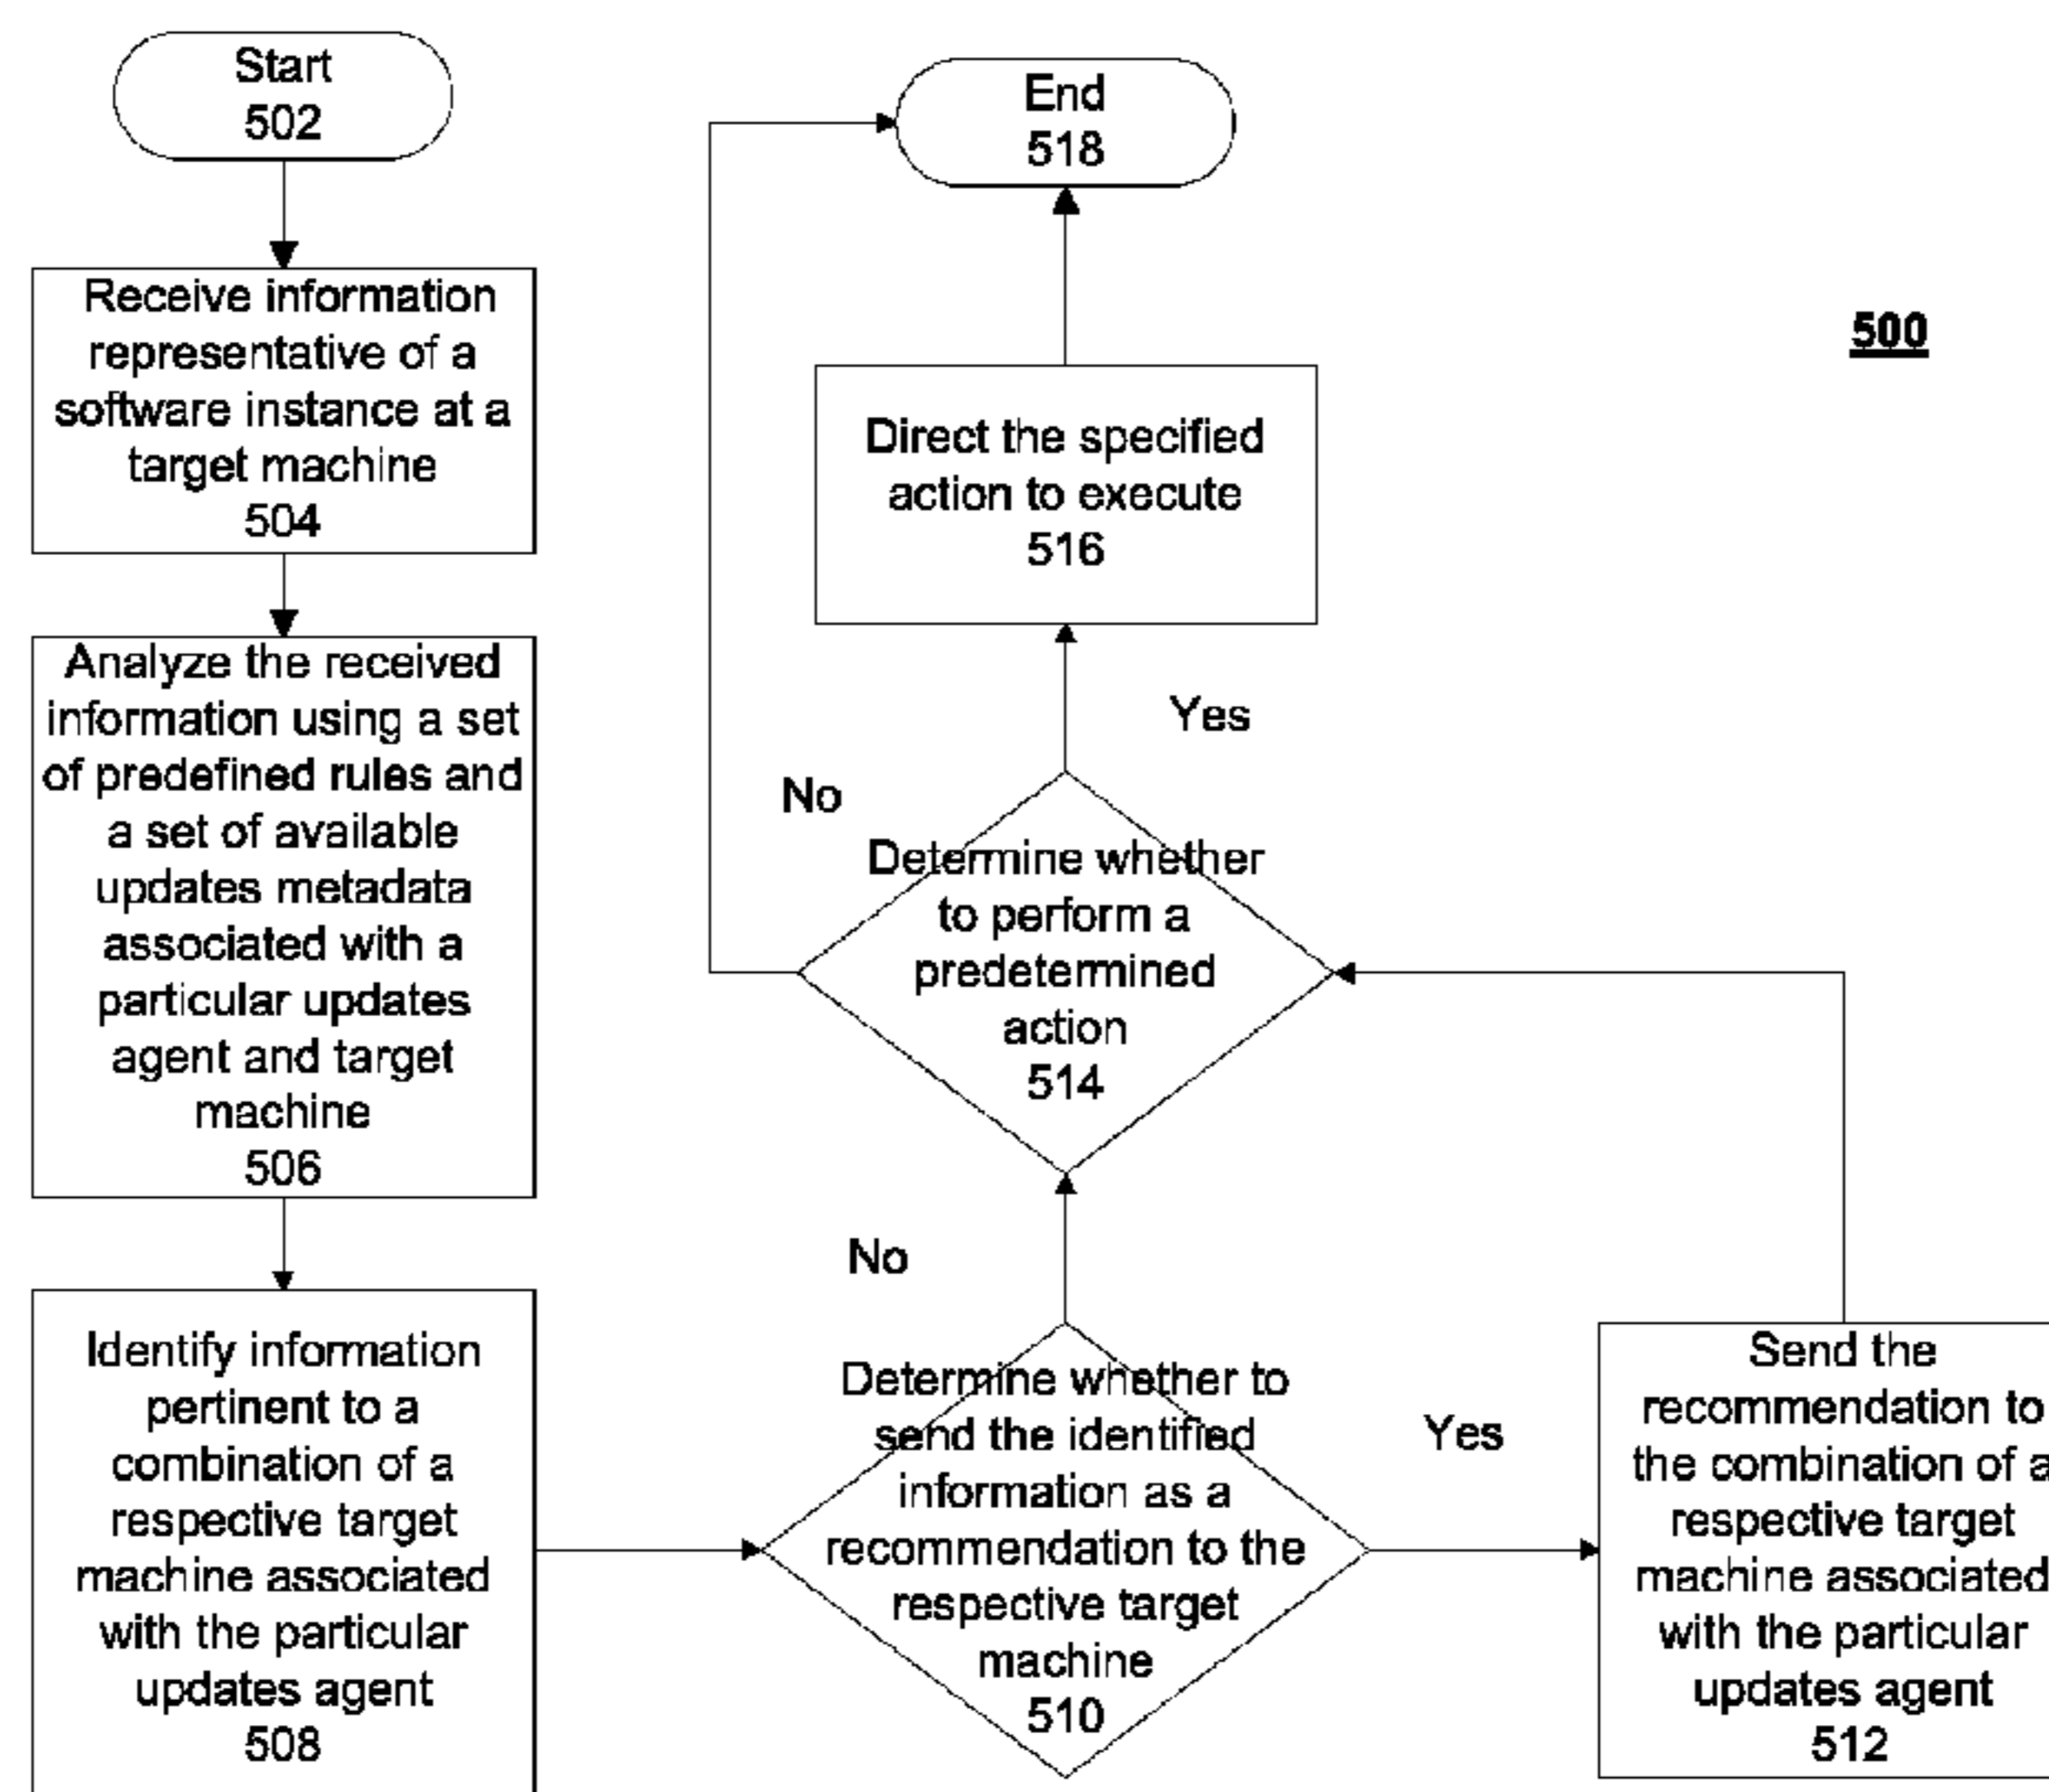 Start
502
Receive information
representative of a
software instance at a
target machine
504
Analyze the received
information using a set
of predefined rules and
a set of available
updates metadata
associated with a
particular updates
agent and target
machine
506
Identify information
pertinent to a
combination of a
respective target
machine associated
with the particular
updates agent
508
Determine whether to
send the identified
information as a
recommendation to the
respective target
machine
510
Yes
Send the
recommendation to
the combination of a
respective target
machine associated
with the particular
updates agent
512
No
Determine whether
to perform a
predetermined
action
514
No
Yes
Direct the specified
action to execute
516
End
518
500